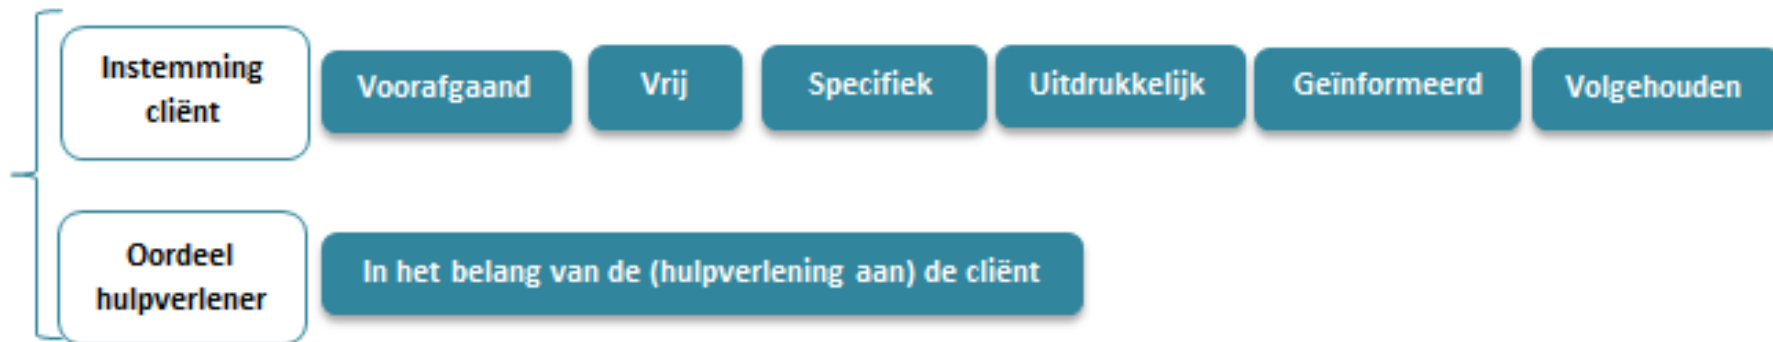 Instemming
cliënt
Voorafgaand
Vrij
Specifiek
Uitdrukkelijk
Geïnformeerd
Volgehouden
Oordeel
hulpverlener
In het belang van de (hulpverlening aan) de cliënt